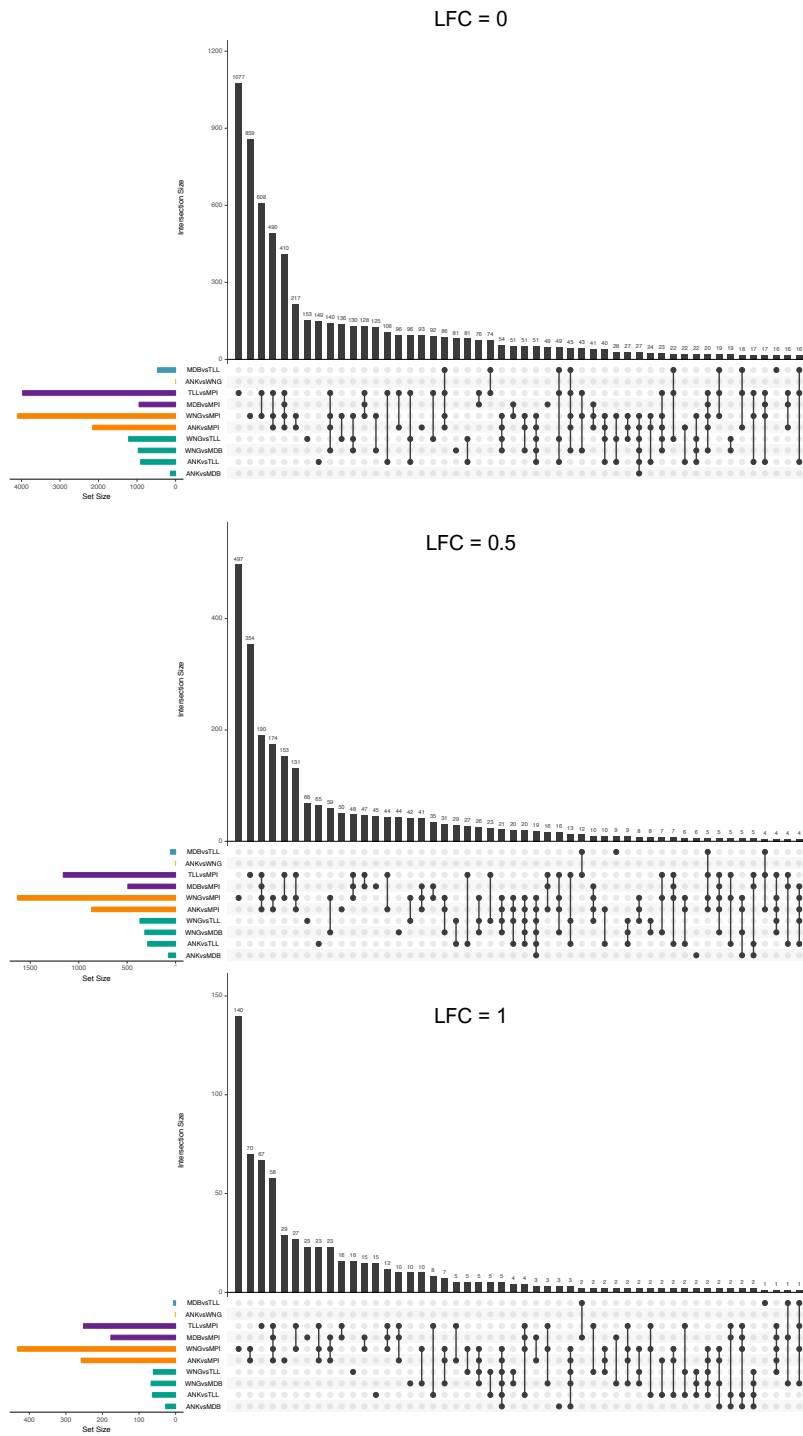 LFC = 0
1200
900
600
300
0
Intersection Size
1077 859 608 490 410 217 153 149 140 136 130 128 125 106 96 96 93 92 86 81 81 76 74 54 51 51 51 49 49 45 43 41 40 28 27 27 24 23 22 22 22 20 19 19 18 17 17 16 16 16
MDBvsTLL
ANKvsWNG
TLLvsMPI
MDBvsMPI
WNGvsMPI
ANKvsMPI
WNGvsTLL
WNGvsMDB
ANKvsTLL
ANKvsMDB
4000 3000 2000 1000 0
Set Size
LFC = 0.5
400
200
0
Intersection Size
497 354 190 174 153 131 68 65 59 50 48 47 45 44 44 42 41 35 31 29 27 26 23 21 20 20 19 16 16 13 12 10 10 9 9 8 8 8 7 7 6 6 5 5 5 5 4 4 4 4
MDBvsTLL
ANKvsWNG
TLLvsMPI
MDBvsMPI
WNGvsMPI
ANKvsMPI
WNGvsTLL
WNGvsMDB
ANKvsTLL
ANKvsMDB
1500 1000 500
Set Size
LFC = 1
150
100
50
0
Intersection Size
140 70 67 58 29 27 23 23 23 16 16 15 15 12 10 10 10 8 7 5 5 5 5 5 4 4 3 3 3 3 2 2 2 2 2 2 2 2 2 2 2 2 2 2 2 2 1 1 1 1
MDBvsTLL
ANKvsWNG
TLLvsMPI
MDBvsMPI
WNGvsMPI
ANKvsMPI
WNGvsTLL
WNGvsMDB
ANKvsTLL
ANKvsMDB
400 300 200 100 0
Set Size